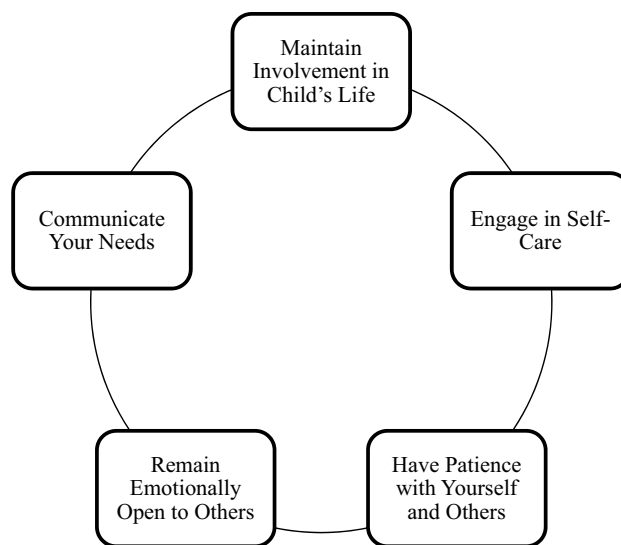 Maintain
Involvement in
Child’s Life
Engage in Self-
Care
Have Patience
with Yourself
and Others
Remain
Emotionally
Open to Others
Communicate
Your Needs